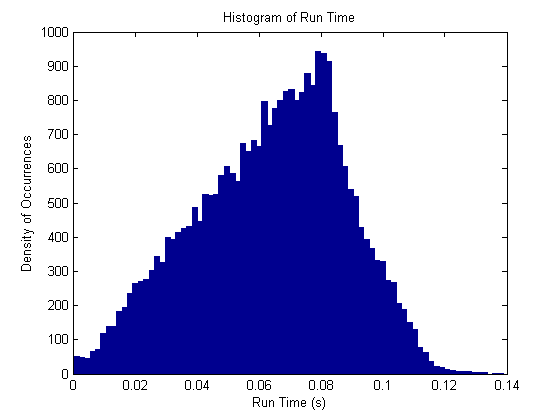 Histogram of Run Time
1000
900
800
700
600
500
400
300
200
100
0
Density of Occurrences
0 0.02 0.04 0.06 0.08 0.1 0.12 0.14
Run Time (s)